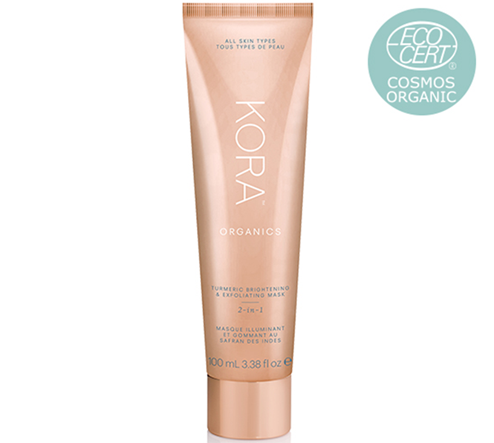 ALL SKIN TYPES
TOUS TYPES DE PEAU
KORA™
ORGANICS
TURMERIC BRIGHTENING
& EXFOLIATING MASK
2-in-1
MASQUE ILLUMINANT
ET GOMMANT AU
SAFRAN DES INDES
100 mL 3.38 fl oz ℮
ECO
CERT
COSMOS
ORGANIC